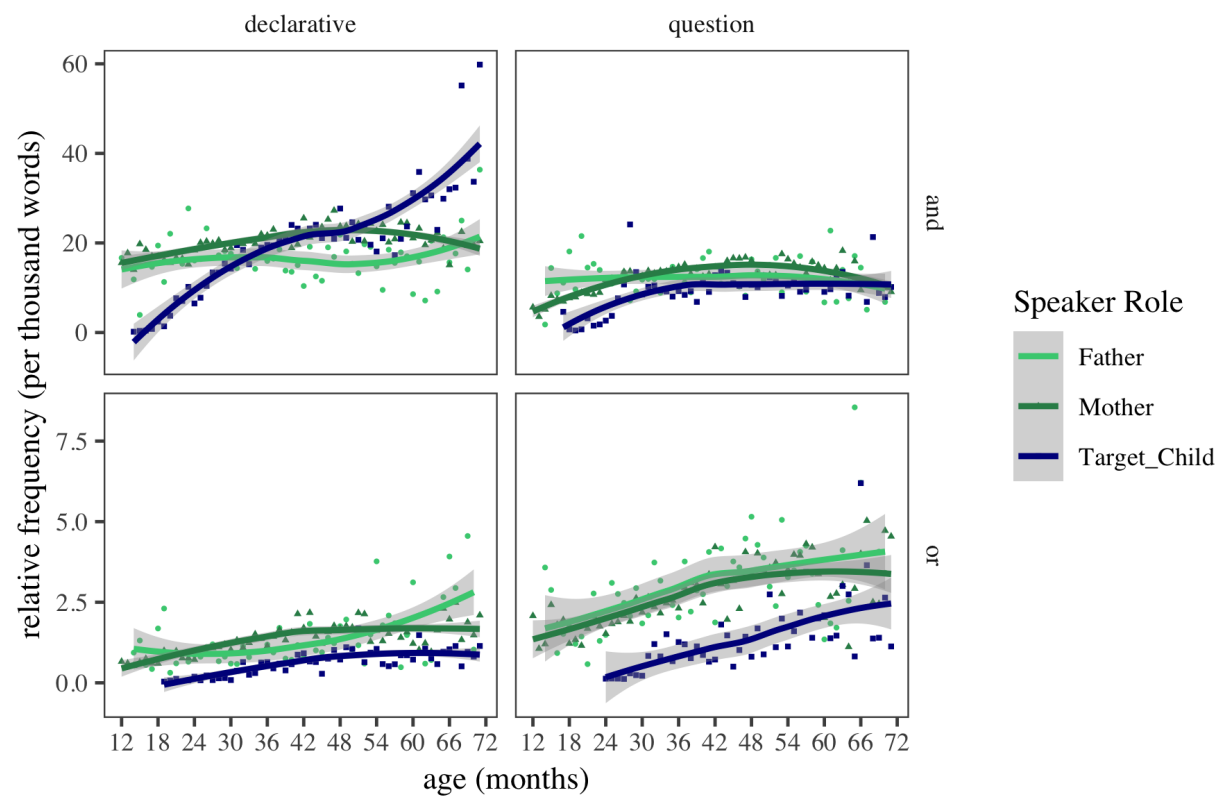 declarative question
relative frequency (per thousand words)
60
40
20
0
and
7.5
5.0
2.5
0.0
or
12 18 24 30 36 42 48 54 60 66 72
12 18 24 30 36 42 48 54 60 66 72
age (months)
Speaker Role
Father
Mother
Target_Child